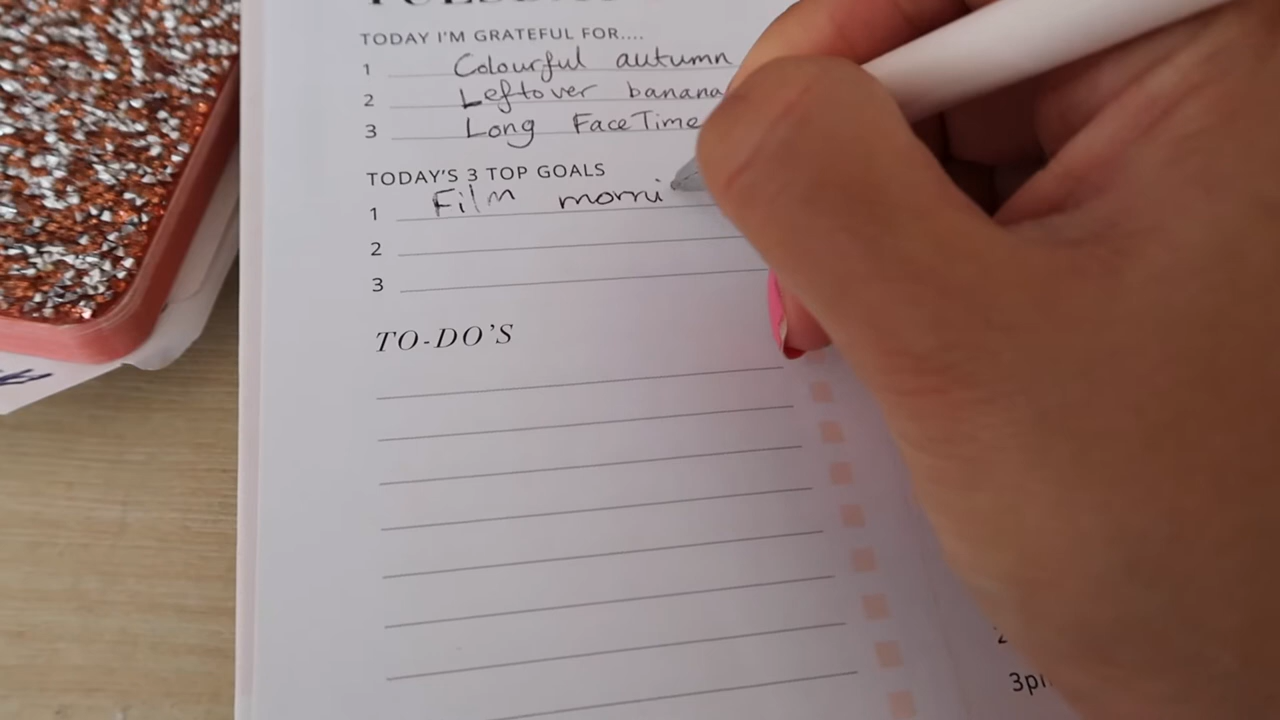 TODAY I'M GRATEFUL FOR....
1 Colourful autumn
2 Leftover banana
3 Long FaceTime
TODAY'S 3 TOP GOALS
1 Film morni
2
3
TO-DO'S